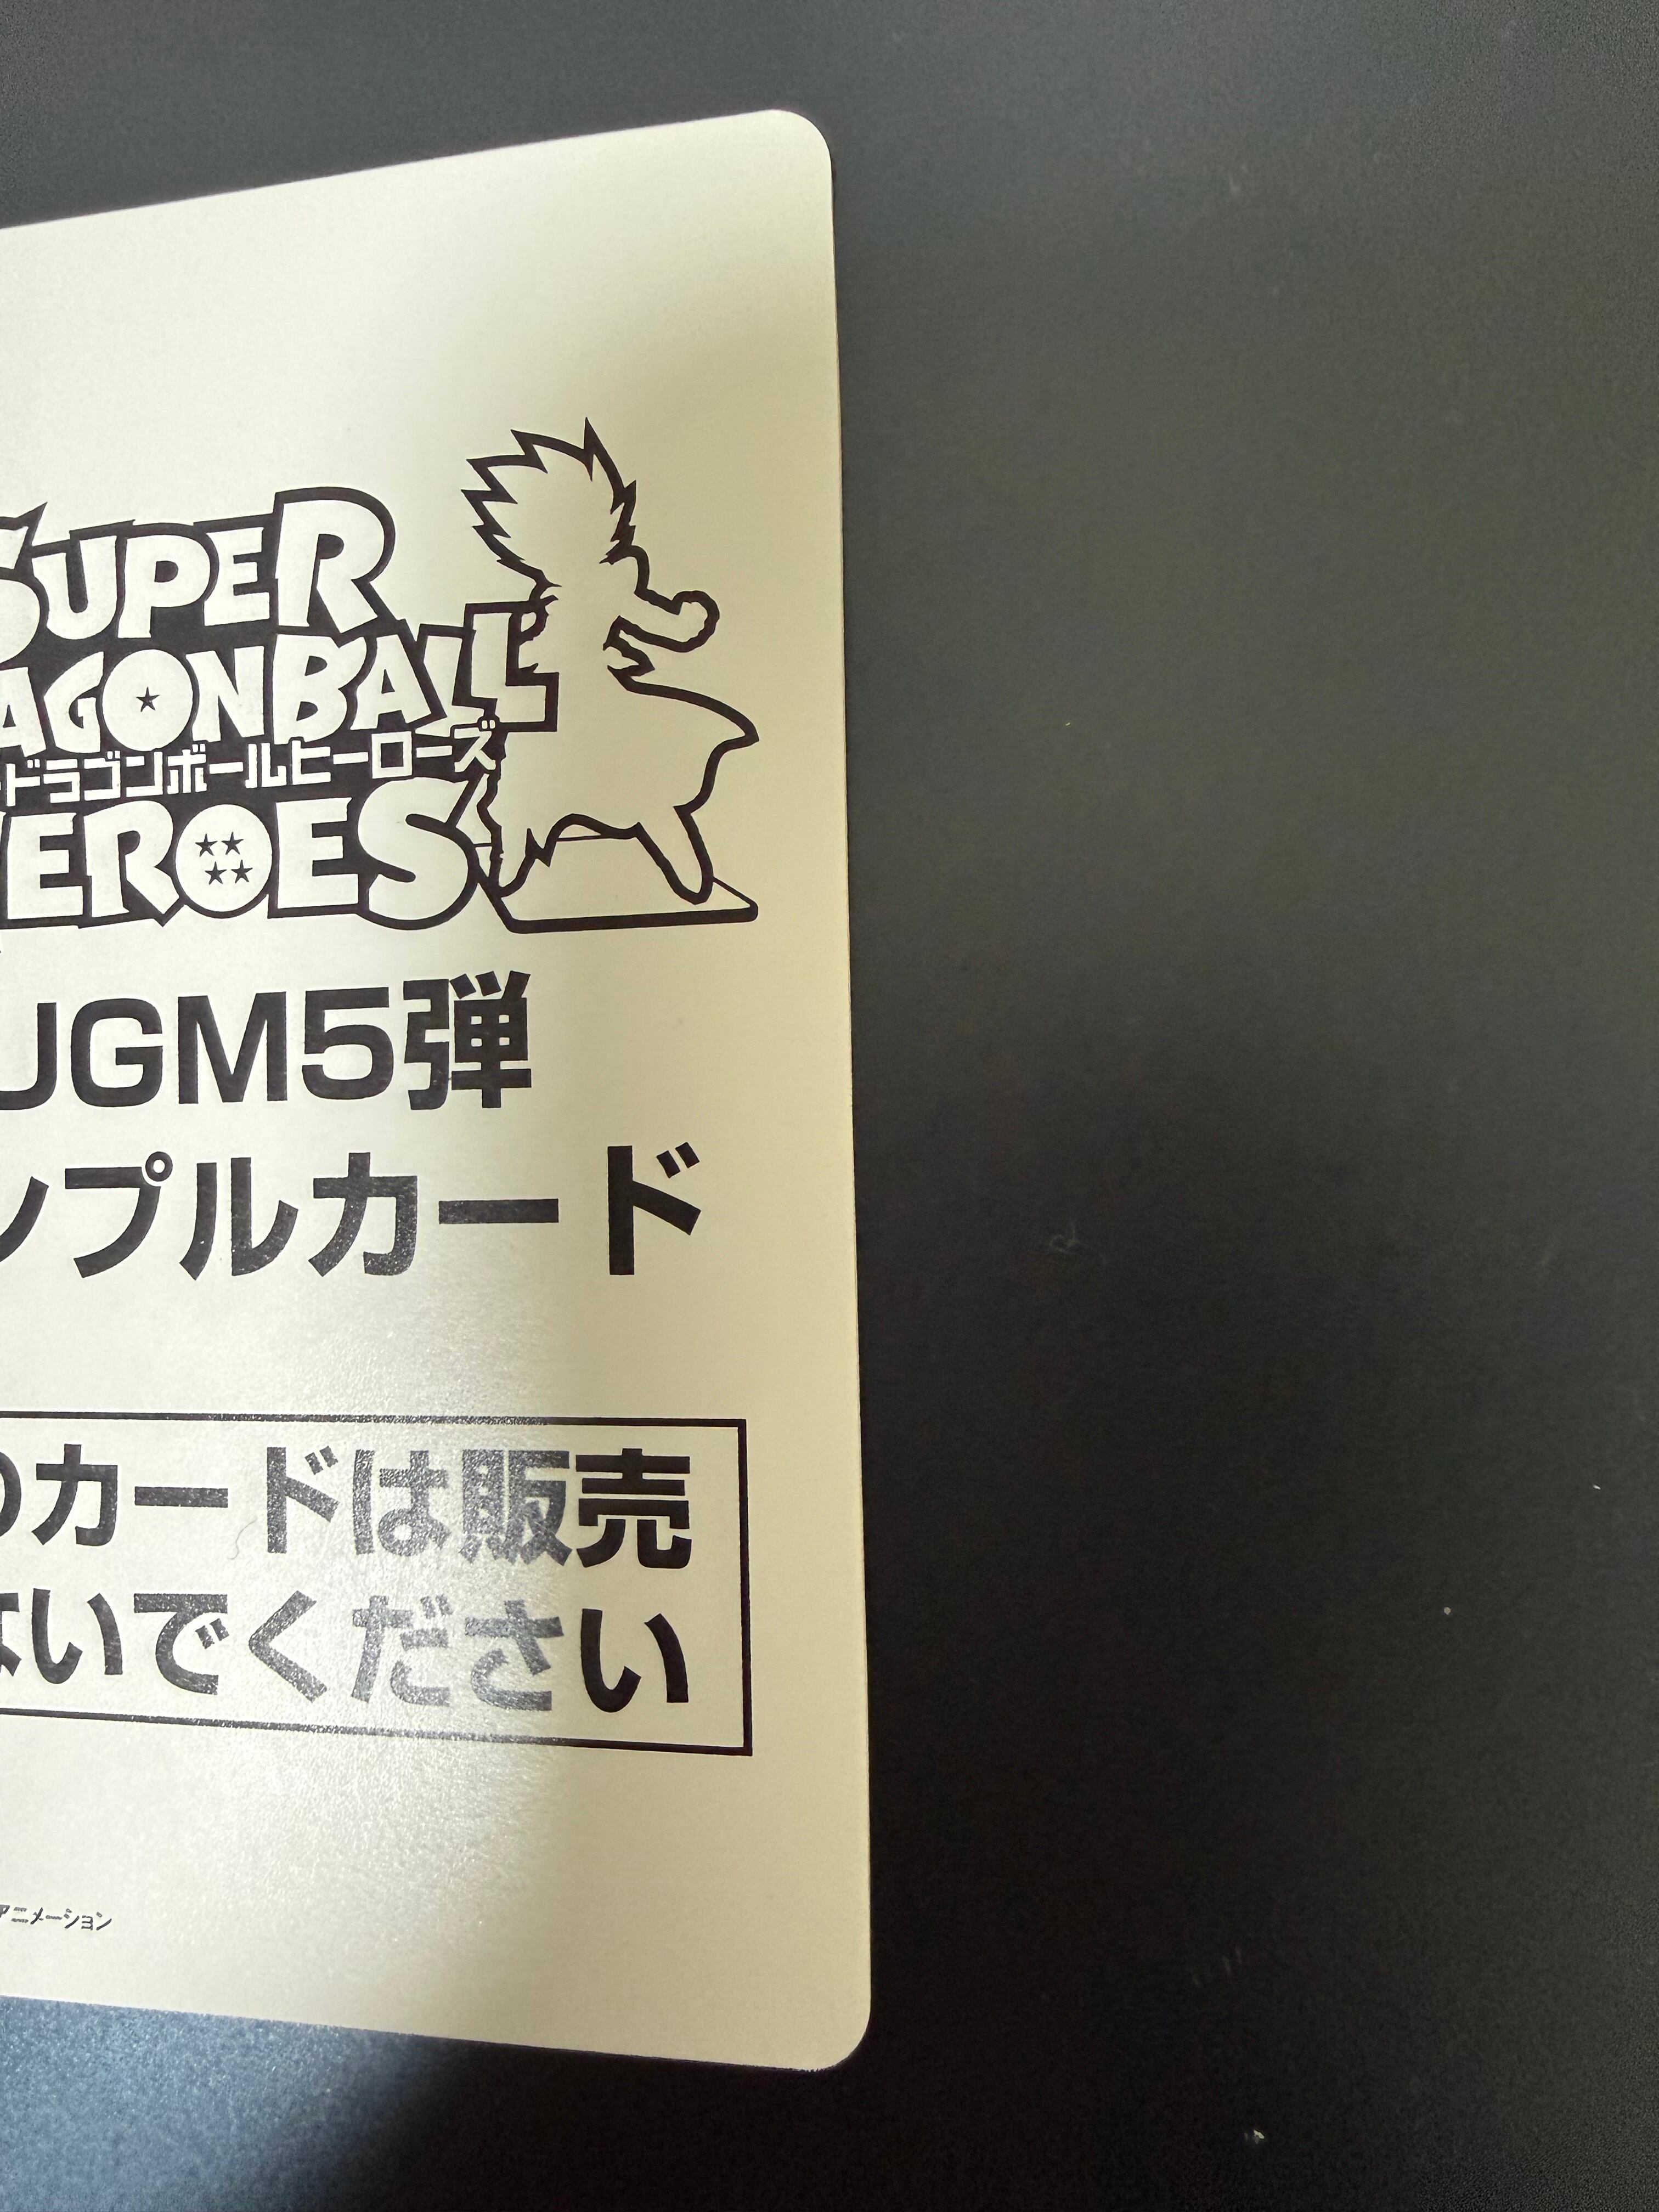 SUPER
AGONBALL
ドラゴンボールヒーローズ
EROES
UGM5弾
ンプルカード
のカードは販売
ないでください
アニメーション